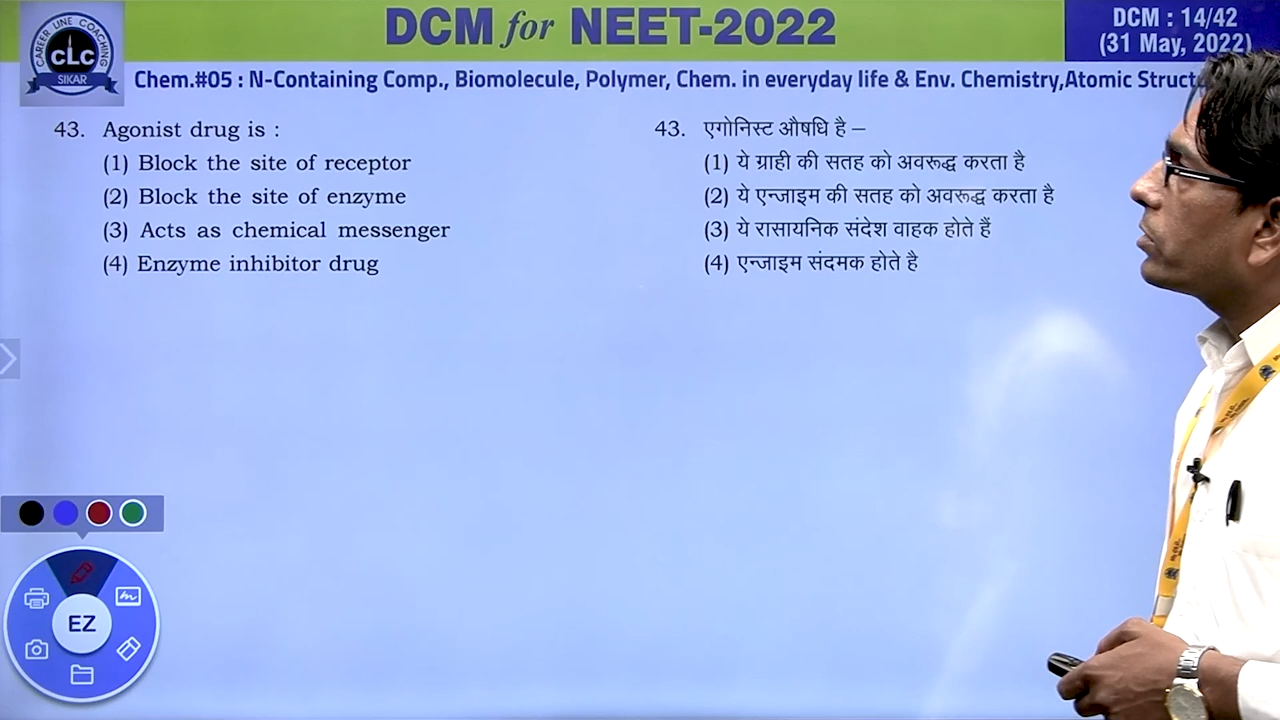 CAREER LINE COACHING
CLC
SIKAR
DCM for NEET-2022
DCM : 14/42
(31 May, 2022)
Chem.#05 : N-Containing Comp., Biomolecule, Polymer, Chem. in everyday life & Env. Chemistry,Atomic
43. Agonist drug is :
(1) Block the site of receptor
(2) Block the site of enzyme
(3) Acts as chemical messenger
(4) Enzyme inhibitor drug
43. एगोनिस्ट औषधि है –
(1) ये ग्राही की सतह को अवरूद्ध करता है
(2) ये एन्जाइम की सतह को अवरूद्ध करता है
(3) ये रासायनिक संदेश वाहक होते हैं
(4) एन्जाइम संदमक होते है
EZ